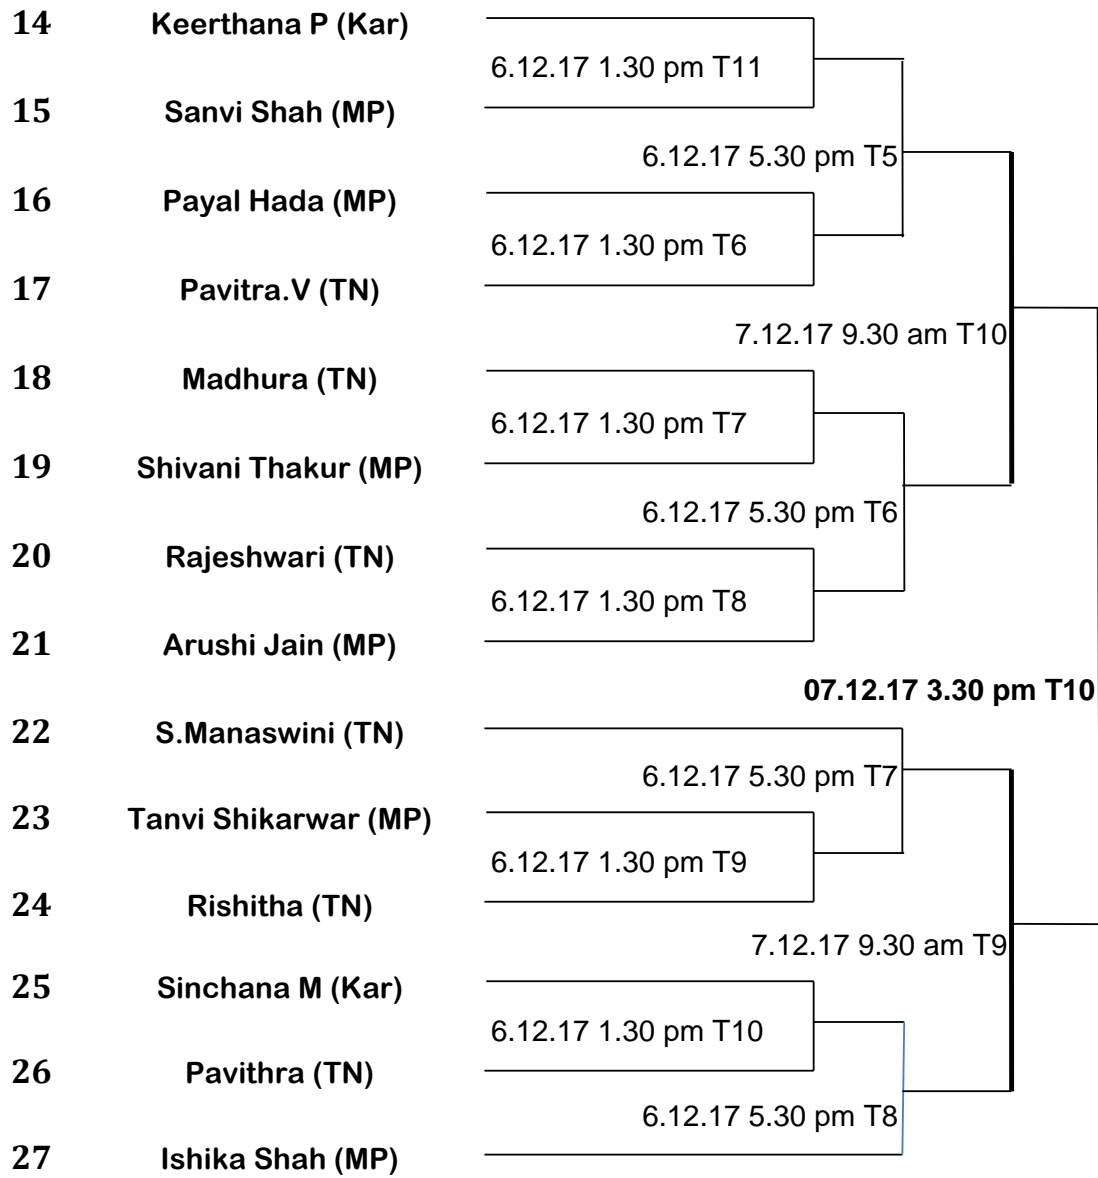 14 Keerthana P (Kar)
6.12.17 1.30 pm T11
15 Sanvi Shah (MP)
6.12.17 5.30 pm T5
16 Payal Hada (MP)
6.12.17 1.30 pm T6
17 Pavitra.V (TN)
7.12.17 9.30 am T10
18 Madhura (TN)
6.12.17 1.30 pm T7
19 Shivani Thakur (MP)
6.12.17 5.30 pm T6
20 Rajeshwari (TN)
6.12.17 1.30 pm T8
21 Arushi Jain (MP)
07.12.17 3.30 pm T10
22 S.Manaswini (TN)
6.12.17 5.30 pm T7
23 Tanvi Shikarwar (MP)
6.12.17 1.30 pm T9
24 Rishitha (TN)
7.12.17 9.30 am T9
25 Sinchana M (Kar)
6.12.17 1.30 pm T10
26 Pavithra (TN)
6.12.17 5.30 pm T8
27 Ishika Shah (MP)